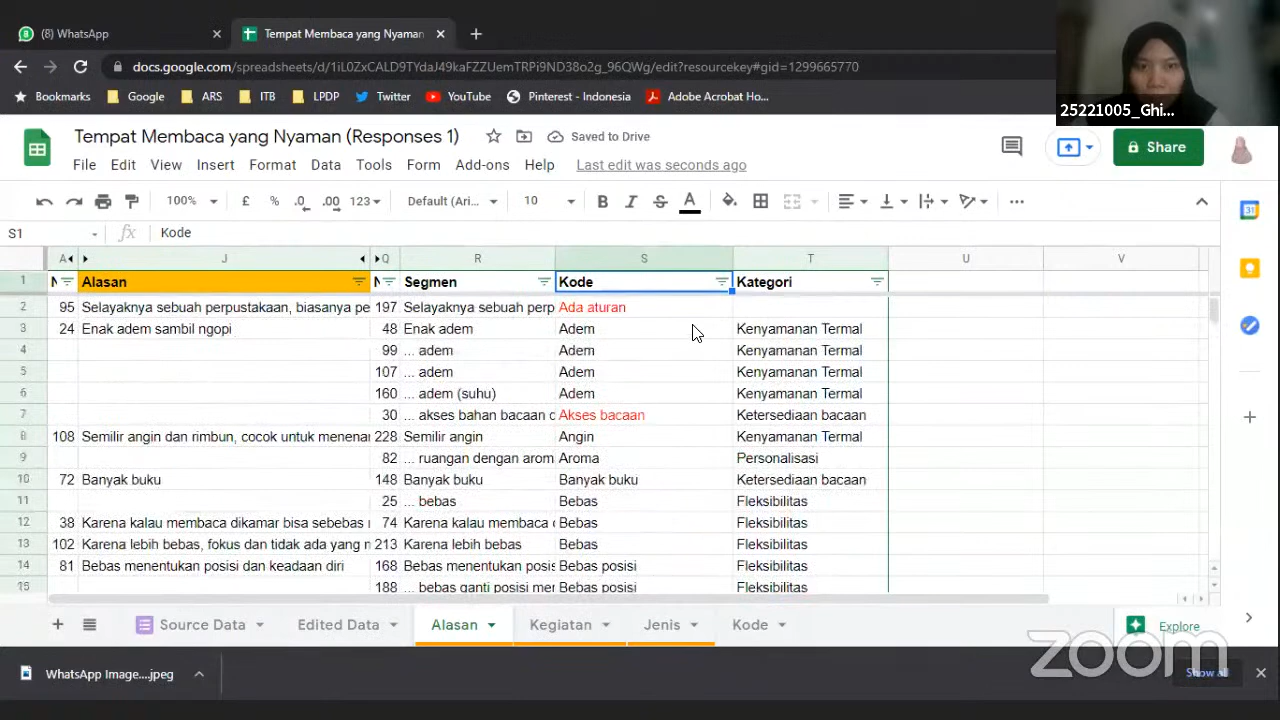 (8) WhatsApp
Tempat Membaca yang Nyaman
docs.google.com/spreadsheets/d/1iL0ZxCALD9TYdaJ49kaFZZUemTRPi9ND38o2g_96QWg/edit?resourcekey#gid=1299665770
Bookmarks Google ARS ITB LPDP Twitter YouTube Pinterest - Indonesia Adobe Acrobat Ho...
25221005_Ghi...
Tempat Membaca yang Nyaman (Responses 1) Saved to Drive
File Edit View Insert Format Data Tools Form Add-ons Help Last edit was seconds ago
Share
100% £ % .0 .00 123 Default (Ari... 10 B I S A
S1 fx Kode
A J Q R S T U V
1 N Alasan N Segmen Kode Kategori
2 95 Selayaknya sebuah perpustakaan, biasanya pe 197 Selayaknya sebuah perp Ada aturan
3 24 Enak adem sambil ngopi 48 Enak adem Adem Kenyamanan Termal
4 99 ... adem Adem Kenyamanan Termal
5 107 ... adem Adem Kenyamanan Termal
6 160 ... adem (suhu) Adem Kenyamanan Termal
7 30 ... akses bahan bacaan Akses bacaan Ketersediaan bacaan
8 108 Semilir angin dan rimbun, cocok untuk menena 228 Semilir angin Angin Kenyamanan Termal
9 82 ... ruangan dengan arom Aroma Personalisasi
10 72 Banyak buku 148 Banyak buku Banyak buku Ketersediaan bacaan
11 25 ... bebas Bebas Fleksibilitas
12 38 Karena kalau membaca dikamar bisa sebebas 74 Karena kalau membaca Bebas Fleksibilitas
13 102 Karena lebih bebas, fokus dan tidak ada yang 213 Karena lebih bebas Bebas Fleksibilitas
14 81 Bebas menentukan posisi dan keadaan diri 168 Bebas menentukan posis Bebas posisi Fleksibilitas
15 188 ... bebas ganti posisi mer Bebas posisi Fleksibilitas
Source Data Edited Data Alasan Kegiatan Jenis Kode Explore
zoom
WhatsApp Image....jpeg Show all